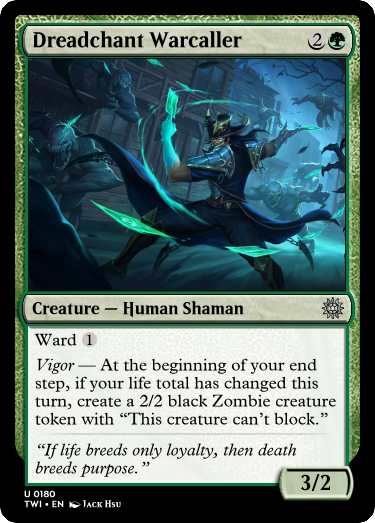 Dreadchant Warcaller 2
Creature — Human Shaman
Ward 1
Vigor — At the beginning of your end
step, if your life total has changed this
turn, create a 2/2 black Zombie creature
token with “This creature can’t block.”
“If life breeds only loyalty, then death
breeds purpose.”
3/2
U 0180
TWI • EN Jack Hsu